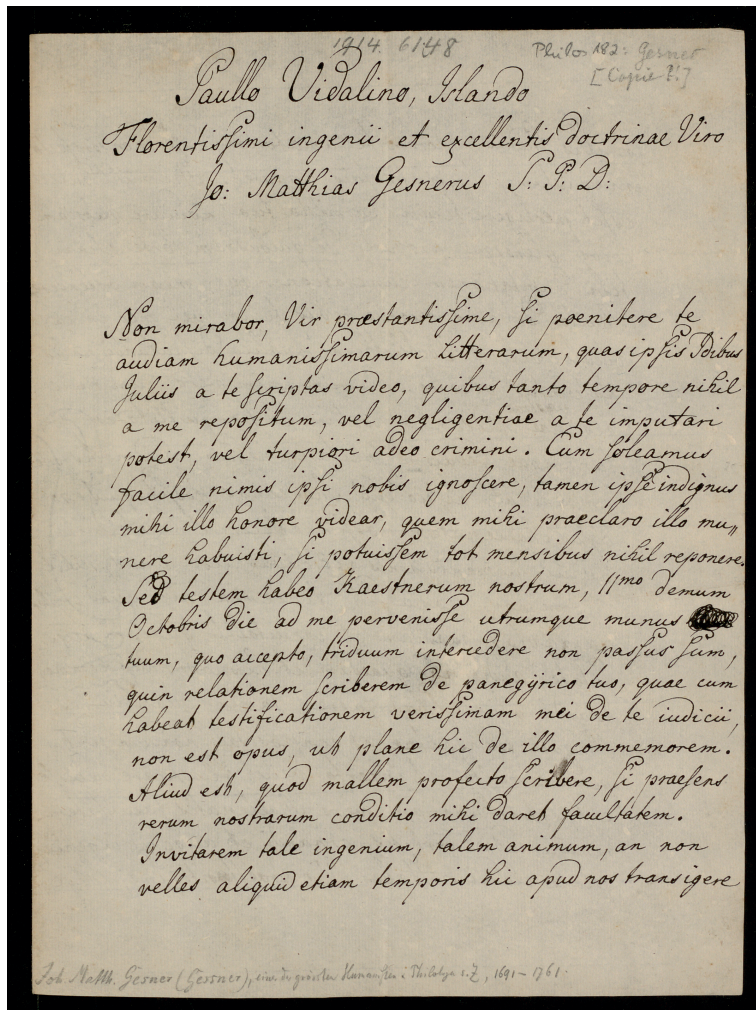 1914. 6148
Philos 182: Gesner
[Copie?]
Paullo Vidalino, Islando
Florentissimi ingenii et excellentis doctrinae Viro
Jo: Matthias Gesnerus S: P: D:
Non mirabor, Vir præstantissime, si poenitere te
audiam humanissimarum litterarum, quas ipsis Idibus
Juliis a te scriptas video, quibus tanto tempore nihil
a me repositum, vel negligentiae a te imputari
potest, vel turpiori adeo crimini. Cum soleamus
facile nimis ipsi nobis ignoscere, tamen ipse indignus
mihi illo honore videar, quem mihi praeclaro illo mu„
nere habuisti, si potuissem tot mensibus nihil reponere.
Sed testem habeo Kaestnerum nostrum, 11mo demum
Octobris die ad me pervenisse utrumque munus
tuum, quo accepto, triduum intercedere non passus sum,
quin relationem scriberem de panegÿrico tuo, quae cum
habeat testificationem verissimam mei de te iudicii,
non est opus, ut plane hic de illo commemorem.
Aliud est, quod mallem profecto scribere, si praesens
rerum nostrarum conditio mihi daret facultatem.
Invitarem tale ingenium, talem animum, an non
velles aliquid etiam temporis hic apud nos transigere
Joh. Matth. Gesner (Gessner), eine der grössten Humanisten i. Philologe s. Z, 1691-1761.